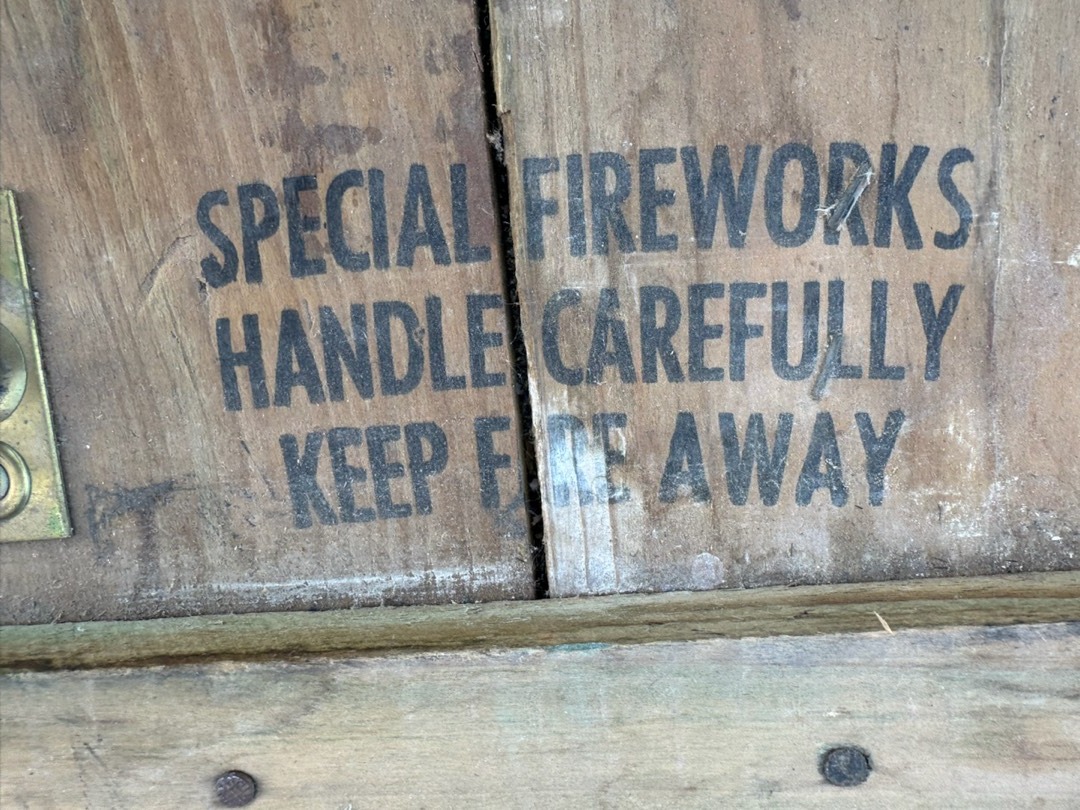 SPECIAL FIREWORKS
HANDLE CAREFULLY
KEEP FIRE AWAY